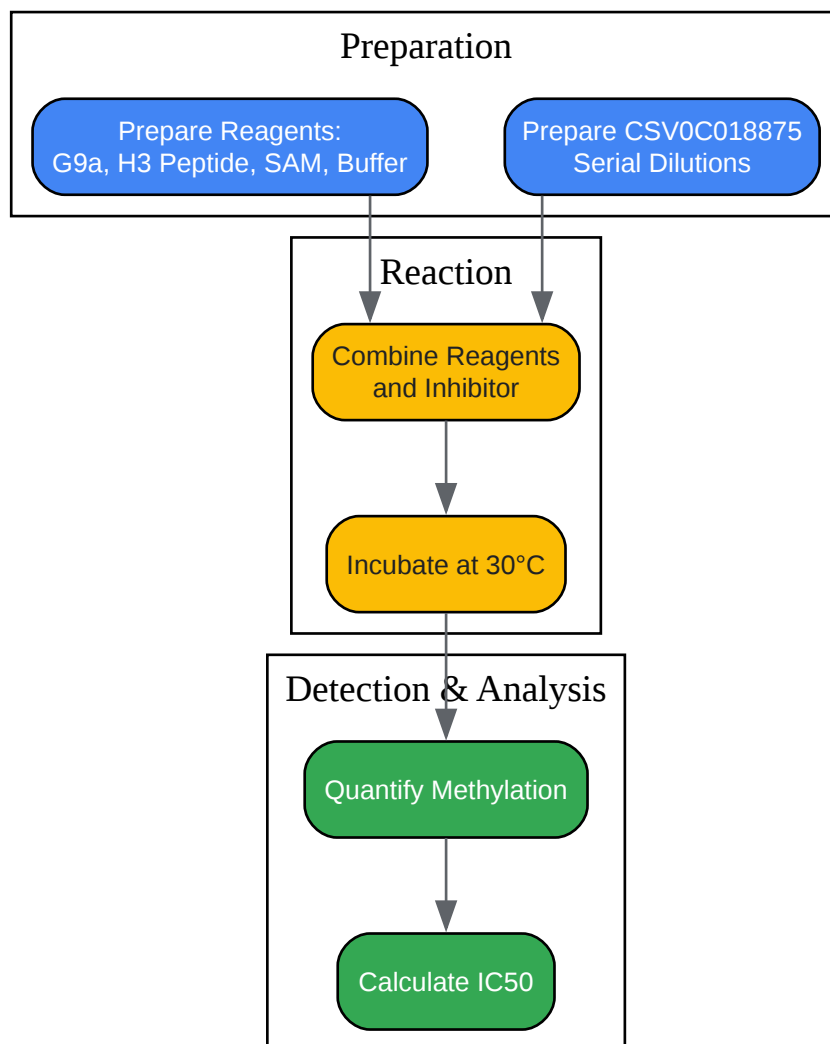 Preparation
Prepare Reagents:
G9a, H3 Peptide, SAM, Buffer
Prepare CSV0C018875
Serial Dilutions
Reaction
Combine Reagents
and Inhibitor
Incubate at 30°C
Detection & Analysis
Quantify Methylation
Calculate IC50